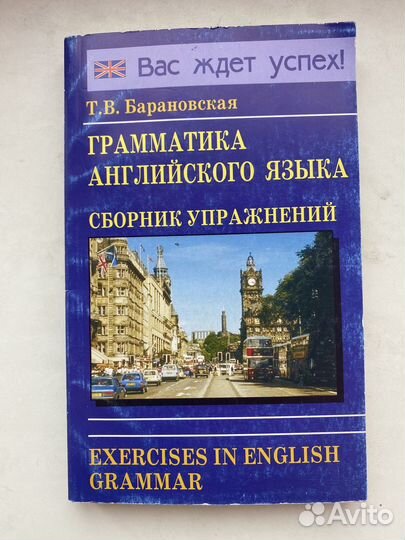 Вас ждет успех!
Т.В. Барановская
ГРАММАТИКА
АНГЛИЙСКОГО ЯЗЫКА
СБОРНИК УПРАЖНЕНИЙ
EXERCISES IN ENGLISH
GRAMMAR
Avito